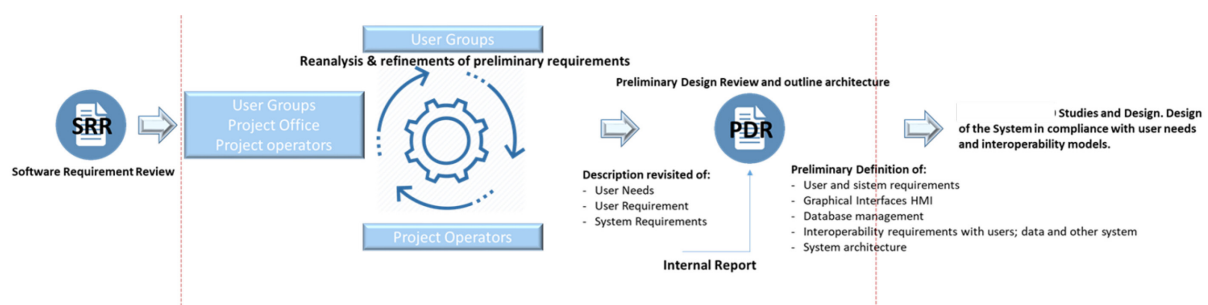 SRR
Software Requirement Review
User Groups
Project Office
Project operators
User Groups
Reanalysis & refinements of preliminary requirements
Project Operators
Description revisited of:
- User Needs
- User Requirement
- System Requirements
Preliminary Design Review and outline architecture
PDR
Internal Report
Preliminary Definition of:
- User and sistem requirements
- Graphical Interfaces HMI
- Database management
- Interoperability requirements with users; data and other system
- System architecture
Studies and Design. Design
of the System in compliance with user needs
and interoperability models.